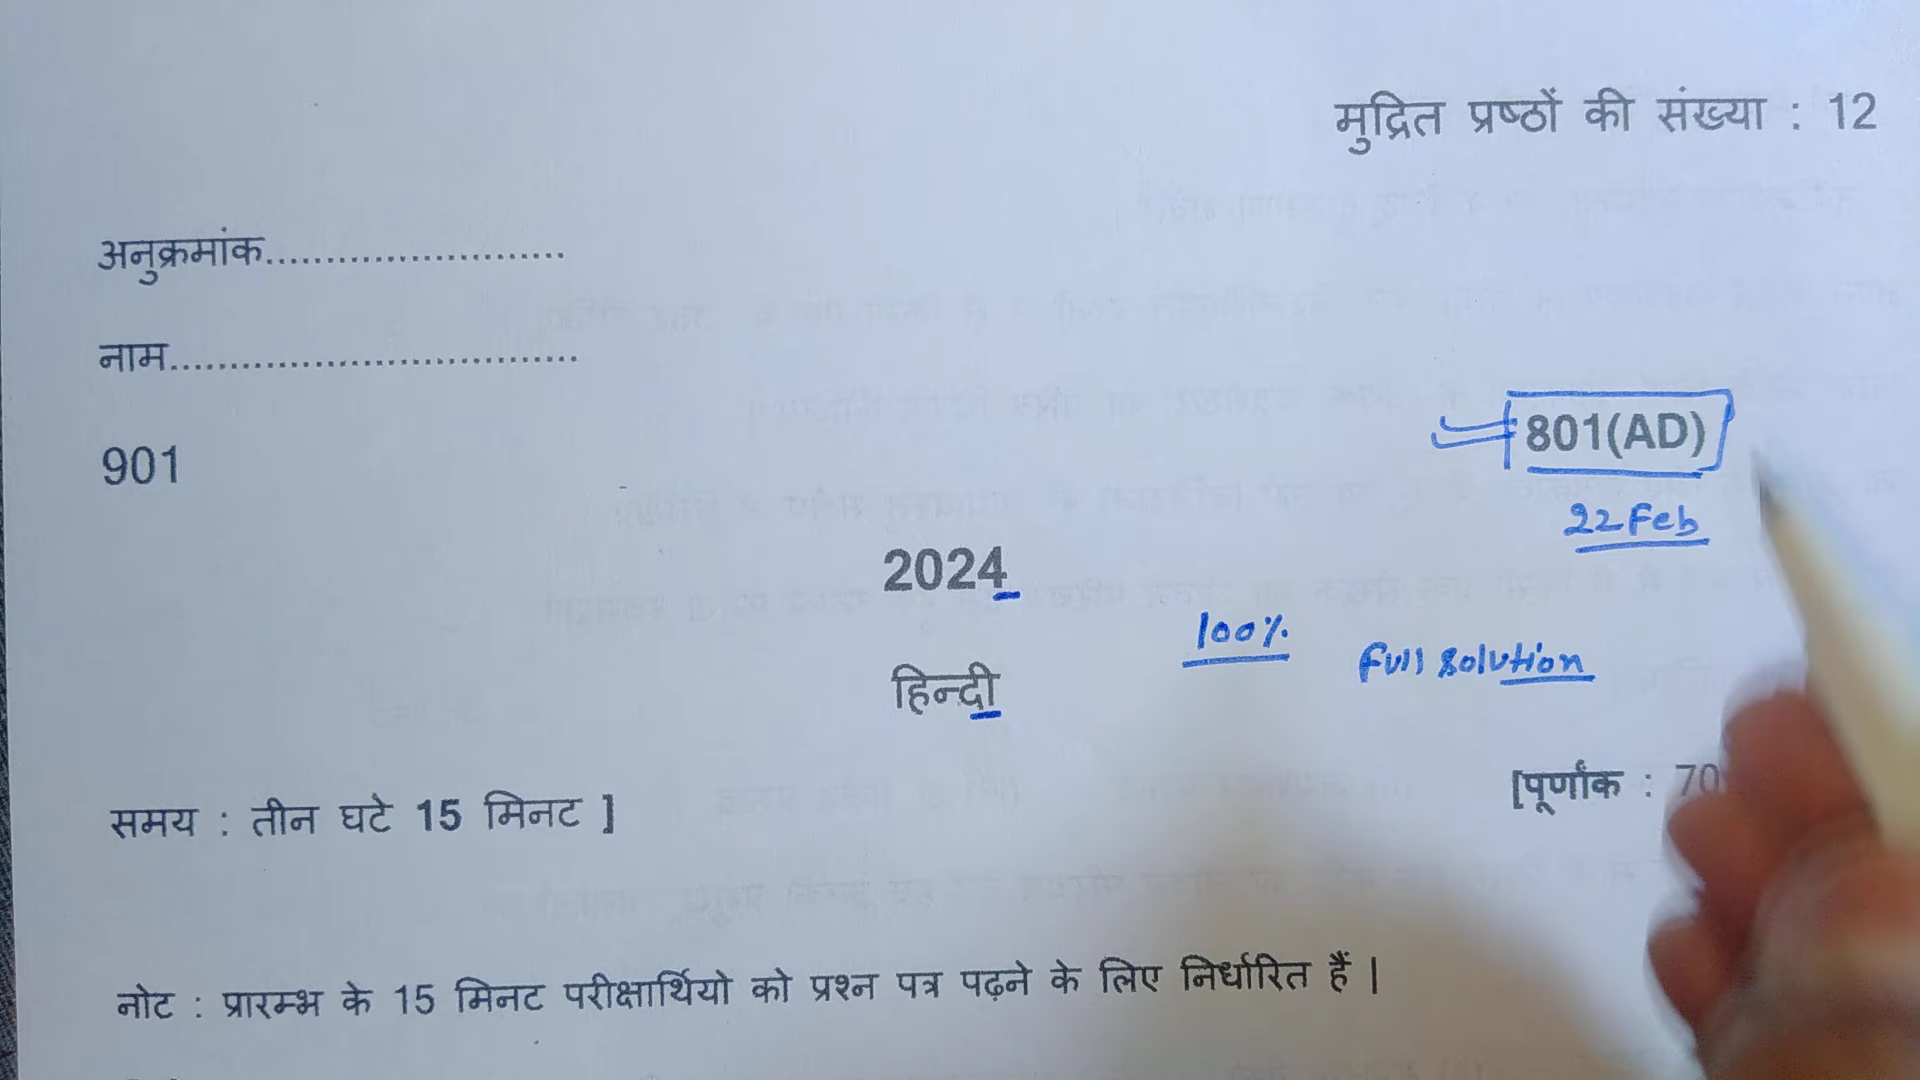 मुद्रित प्रष्ठों की संख्या : 12
अनुक्रमांक.........................
नाम..................................
901
801(AD)
22 Feb
2024
100%
Full Solution
हिन्दी
समय : तीन घटे 15 मिनट ]
[पूर्णांक : 70
नोट : प्रारम्भ के 15 मिनट परीक्षार्थियो को प्रश्न पत्र पढ़ने के लिए निर्धारित हैं |